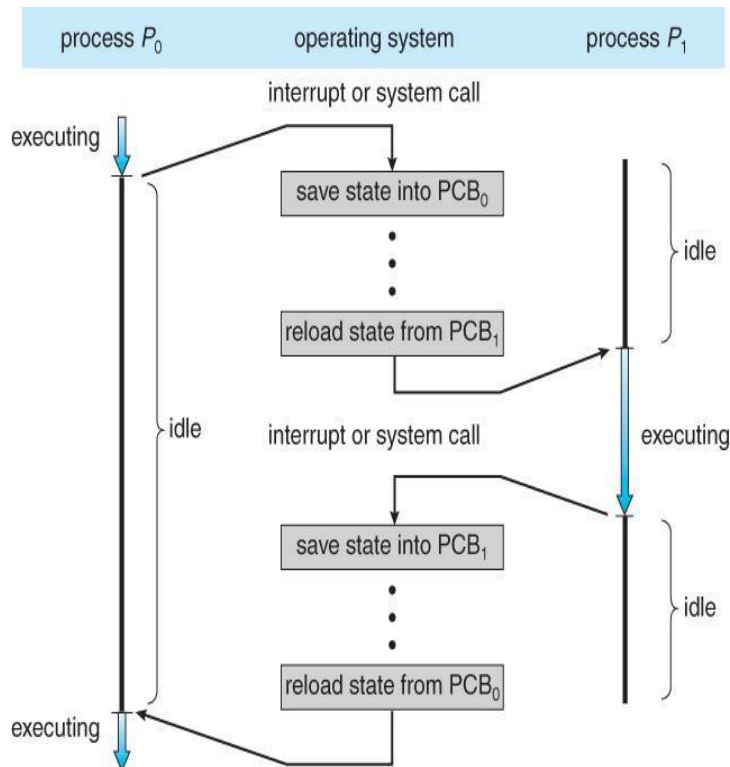 process P₀ operating system process P₁
interrupt or system call
executing
save state into PCB₀
idle
reload state from PCB₁
idle
interrupt or system call
executing
save state into PCB₁
idle
reload state from PCB₀
executing